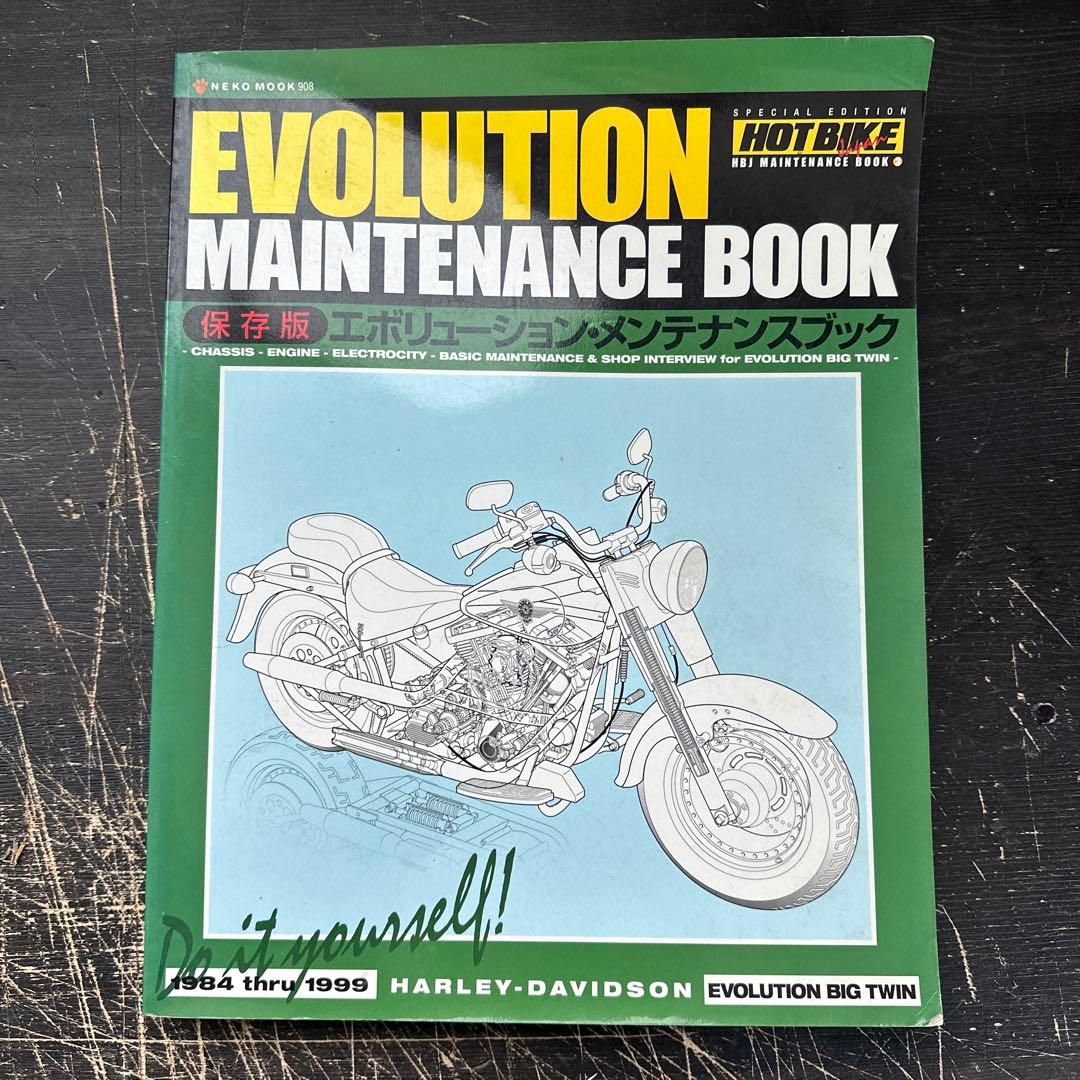 NEKO MOOK 908
SPECIAL EDITION
HOT BIKE
Japan
HBJ MAINTENANCE BOOK
EVOLUTION
MAINTENANCE BOOK
保存版 エボリューション・メンテナンスブック
- CHASSIS - ENGINE - ELECTROCITY - BASIC MAINTENANCE & SHOP INTERVIEW for EVOLUTION BIG TWIN -
Do it yourself!
1984 thru 1999 HARLEY-DAVIDSON EVOLUTION BIG TWIN